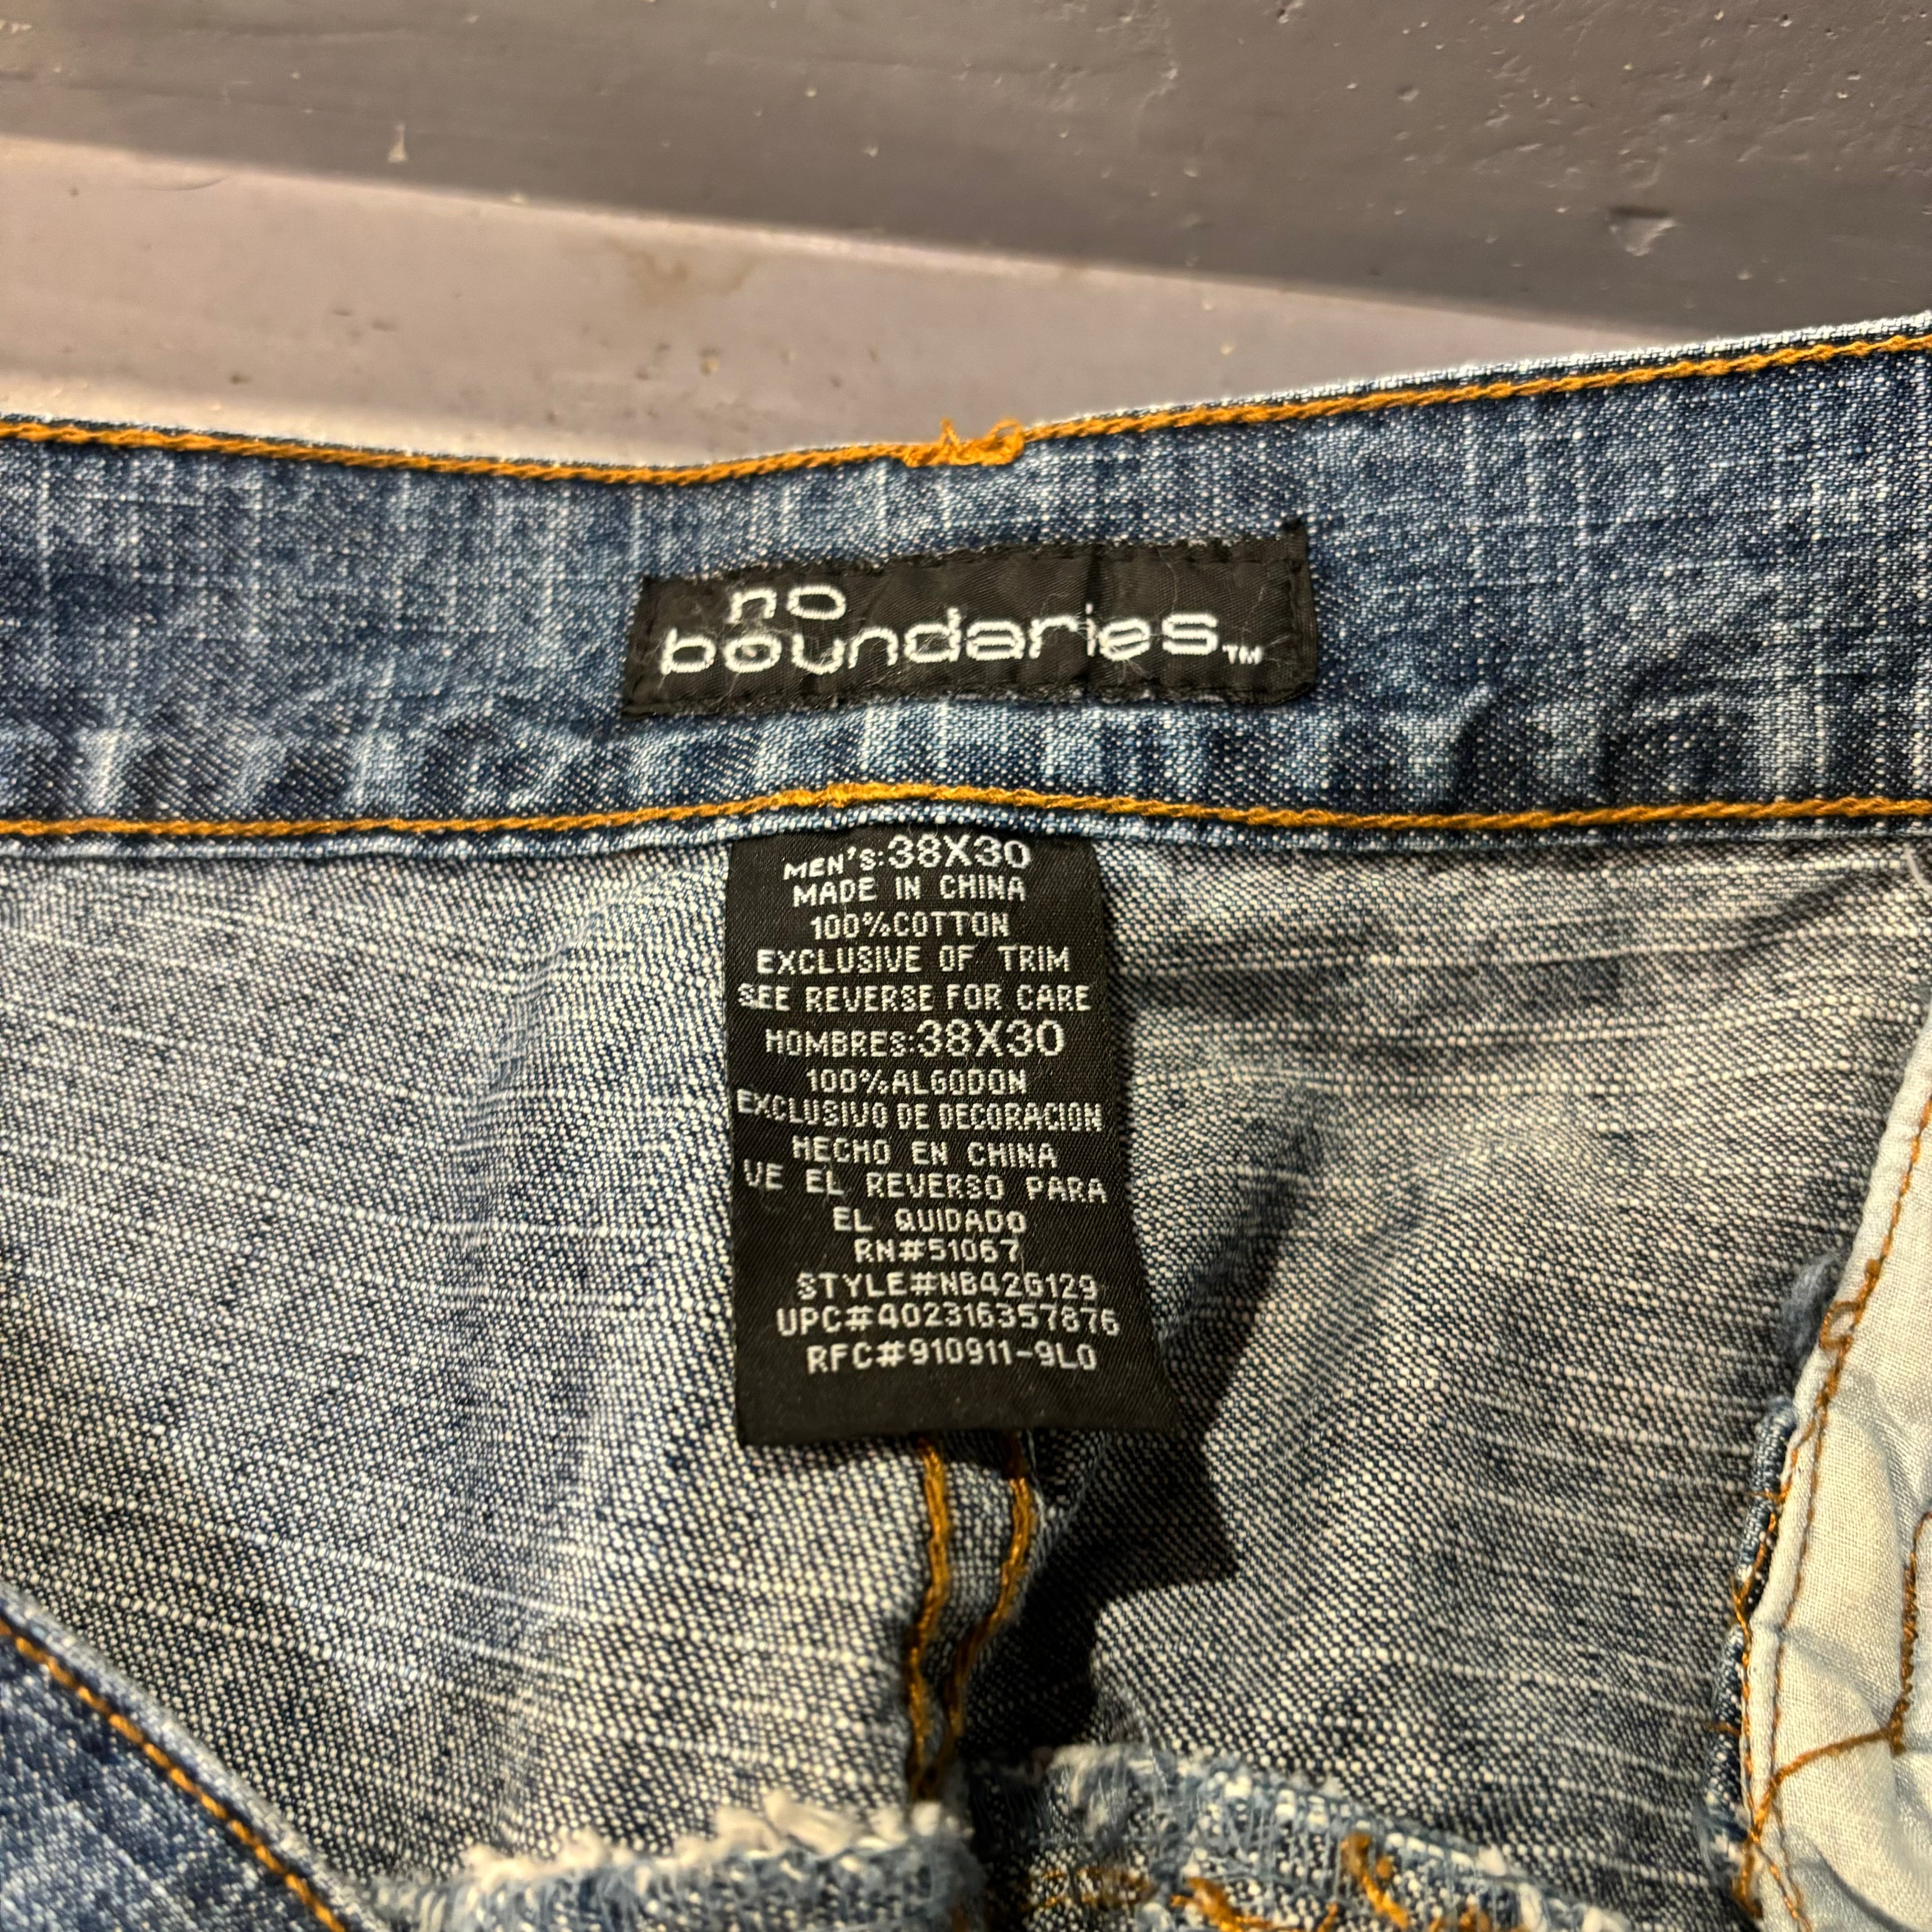 no
boundaries™
MEN'S:38X30
MADE IN CHINA
100%COTTON
EXCLUSIVE OF TRIM
SEE REVERSE FOR CARE
HOMBRES:38X30
100%ALGODON
EXCLUSIVO DE DECORACION
HECHO EN CHINA
VE EL REVERSO PARA
EL QUIDADO
RN#51067
STYLE#NB42G129
UPC#402316357876
RFC#910911-9L0